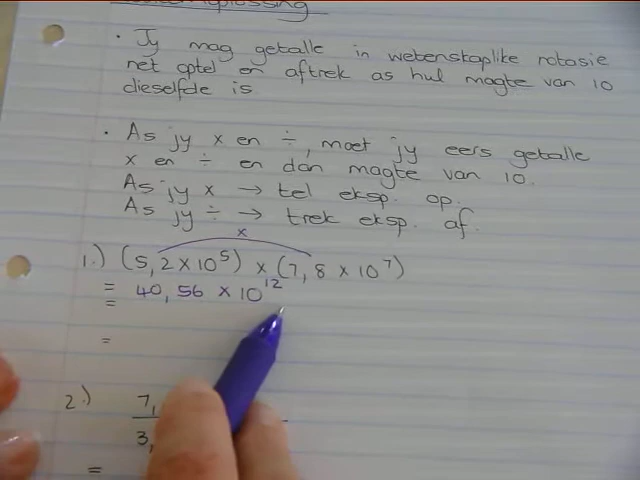 · Jy mag getalle in wetenskaplike notasie
net optel en aftrek as hul magte van 10
dieselfde is
· As jy x en ÷, moet jy eers getalle
x en ÷ en dan magte van 10.
As jy x → tel eksp. op.
As jy ÷ → trek eksp. af.
x
1.) (5,2 × 10⁵) × (7,8 × 10⁷)
= 40,56 × 10¹²
=
=
2.) 7,
3,
=